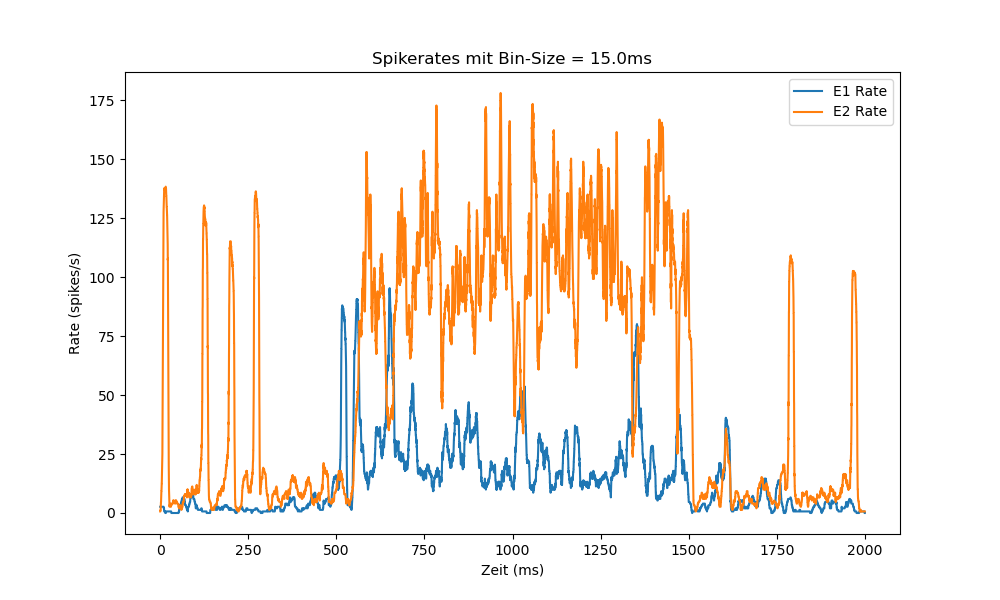 Spikerates mit Bin-Size = 15.0ms
E1 Rate
E2 Rate
Rate (spikes/s)
175
150
125
100
75
50
25
0
0 250 500 750 1000 1250 1500 1750 2000
Zeit (ms)